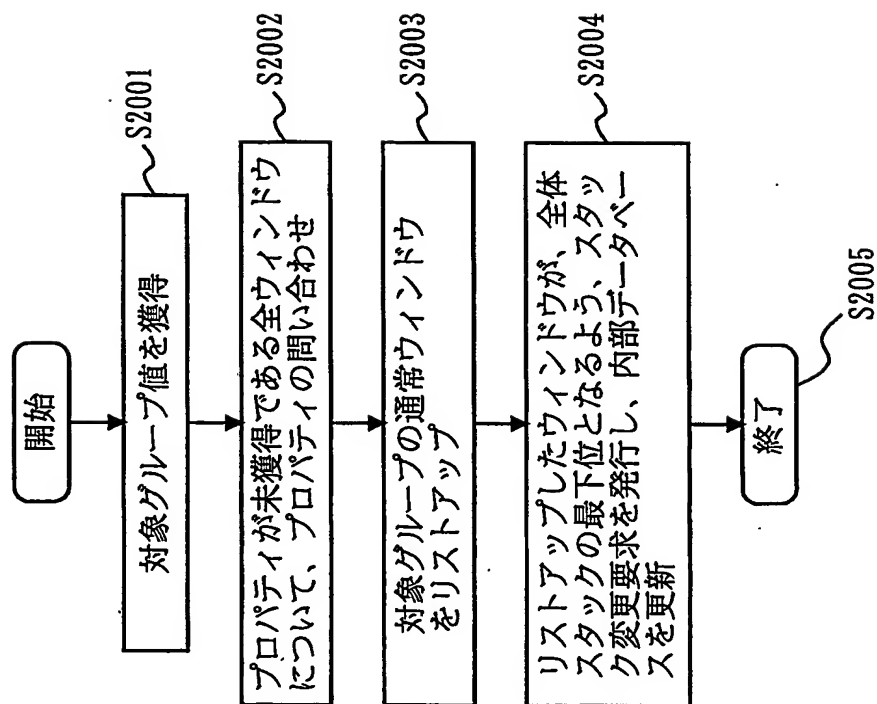 開始
対象グループ値を獲得
S2001
プロパティが未獲得である全ウィンドウ
について、プロパティの問い合わせ
S2002
対象グループの通常ウィンドウ
をリストアップ
S2003
リストアップしたウィンドウが、全体
スタックの最下位となるよう、スタッ
ク変更要求を発行し、内部データベー
スを更新
S2004
終了
S2005